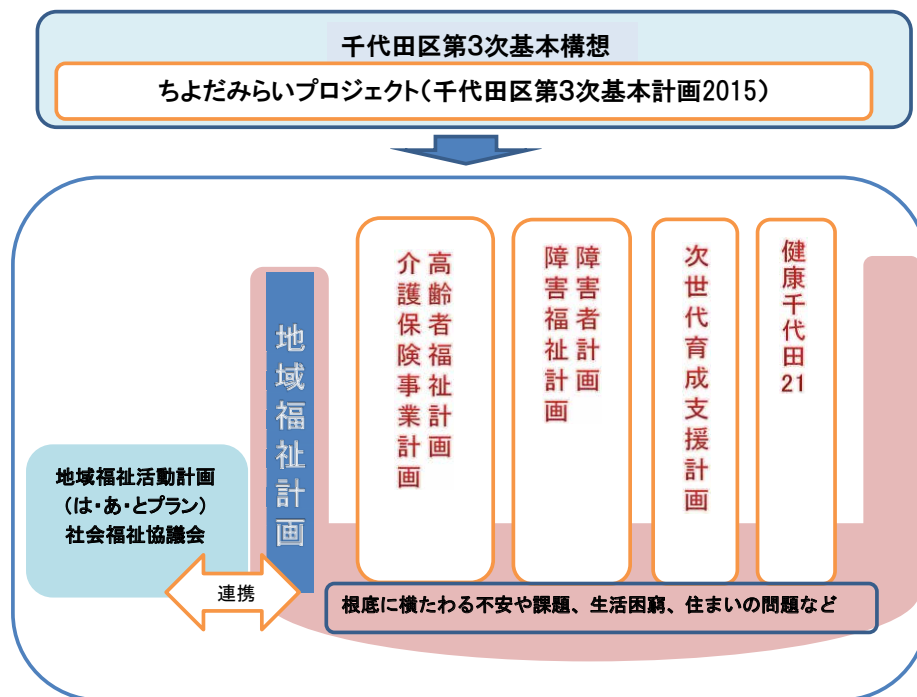 千代田区第3次基本構想
ちよだみらいプロジェクト(千代田区第3次基本計画2015)
地域福祉計画
高齢者福祉計画
介護保険事業計画
障害者計画
障害福祉計画
次世代育成支援計画
健康千代田21
地域福祉活動計画
(は・あ・とプラン)
社会福祉協議会
連携
根底に横たわる不安や課題、生活困窮、住まいの問題など